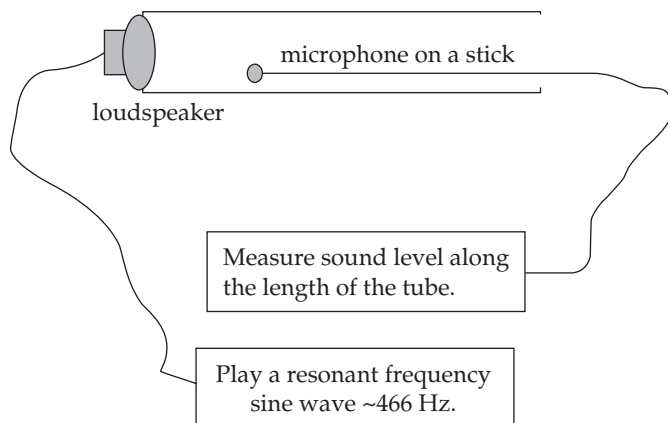 microphone on a stick
loudspeaker
Measure sound level along
the length of the tube.
Play a resonant frequency
sine wave ~466 Hz.